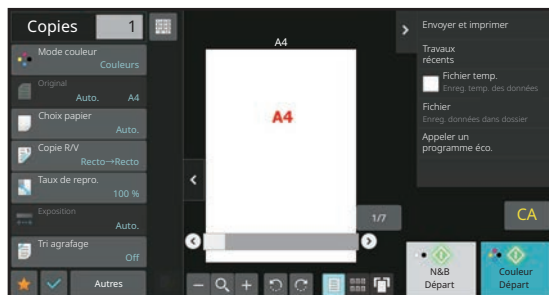 Copies 1
Mode couleur
Couleurs
Original
Auto. A4
Choix papier
Auto.
Copie R/V
Recto→Recto
Taux de repro.
100 %
Exposition
Auto.
Tri agrafage
Off
Autres
A4
A4
1/7
Envoyer et imprimer
Travaux
récents
Fichier temp.
Enreg. temp. des données
Fichier
Enreg. données dans dossier
Appeler un
programme éco.
CA
N&B
Départ
Couleur
Départ